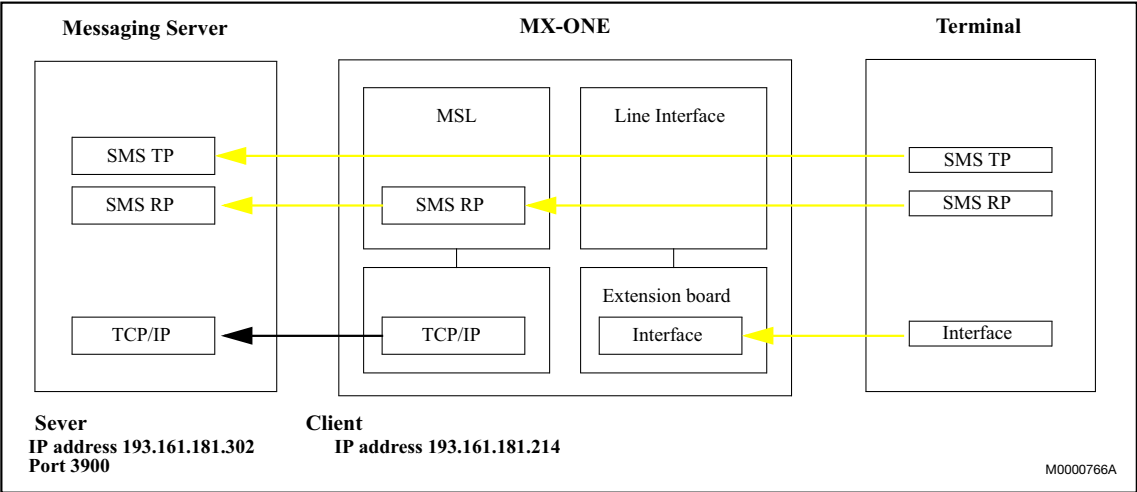 Messaging Server
MX-ONE
Terminal
MSL
Line Interface
SMS TP
SMS TP
SMS RP
SMS RP
SMS RP
Extension board
TCP/IP
TCP/IP
Interface
Interface
Sever
Client
IP address 193.161.181.302
IP address 193.161.181.214
Port 3900
M0000766A